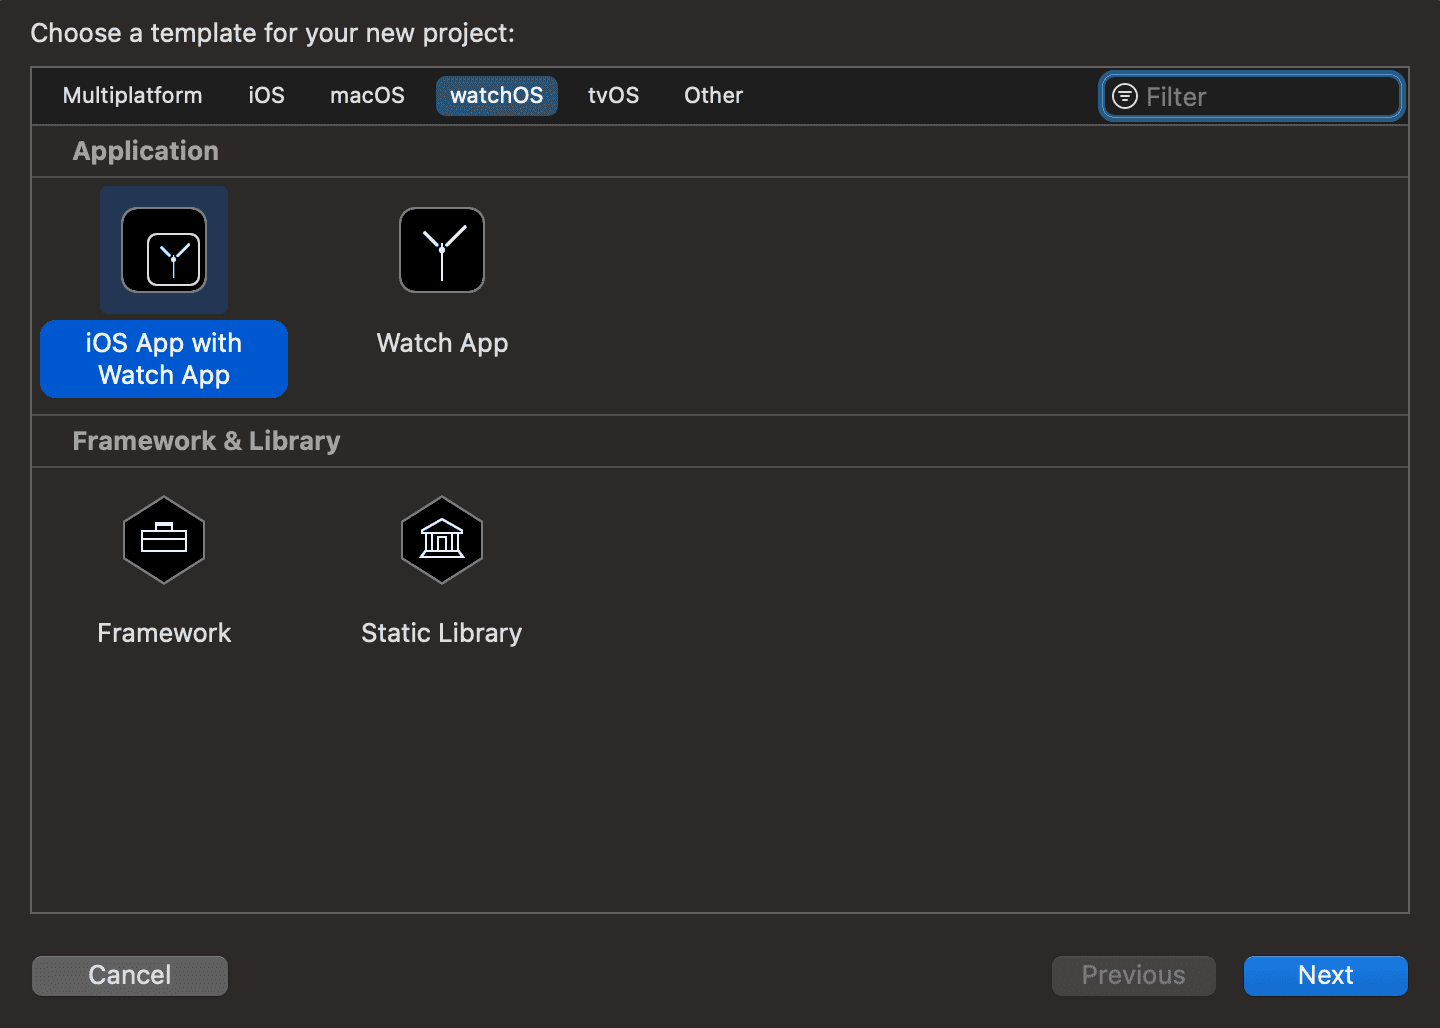 Choose a template for your new project:
Multiplatform iOS macOS watchOS tvOS Other Filter
Application
iOS App with
Watch App
Watch App
Framework & Library
Framework Static Library
Cancel Previous Next